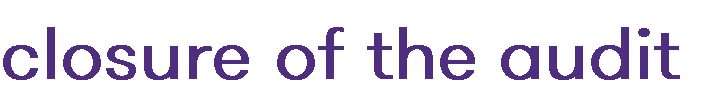 closure of the audit